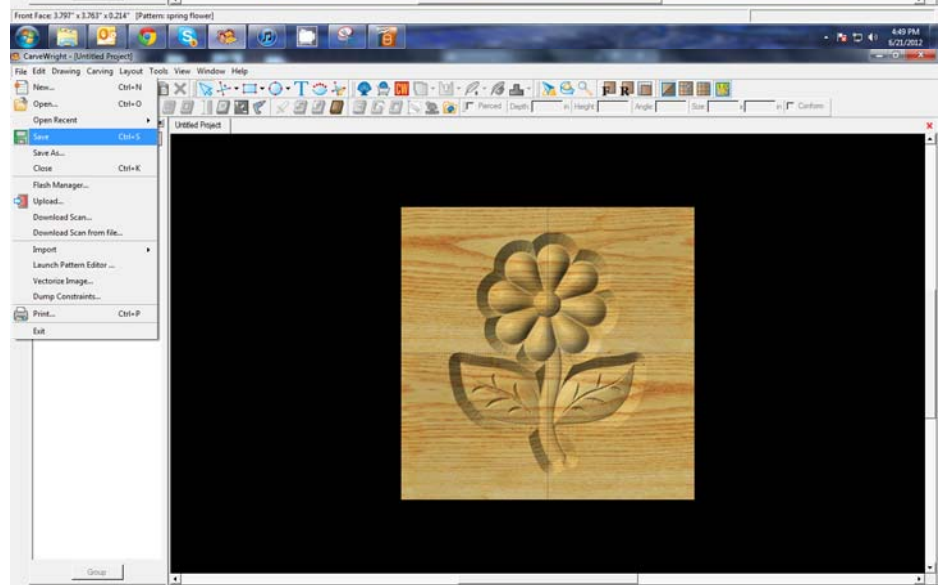 Front Face: 3.797" x 3.763" x 0.214" [Pattern: spring flower]
4:49 PM
6/21/2012
CarveWright - [Untitled Project]
File Edit Drawing Carving Layout Tools View Window Help
New... Ctrl+N
Open... Ctrl+O
Pierced Depth in Height Angle Size x in Conform
Open Recent
Untitled Project
Save Ctrl+S
Save As...
Close Ctrl+K
Flash Manager...
Upload...
Download Scan...
Download Scan from file...
Import
Launch Pattern Editor ...
Vectorize Image...
Dump Constraints...
Print... Ctrl+P
Exit
Group